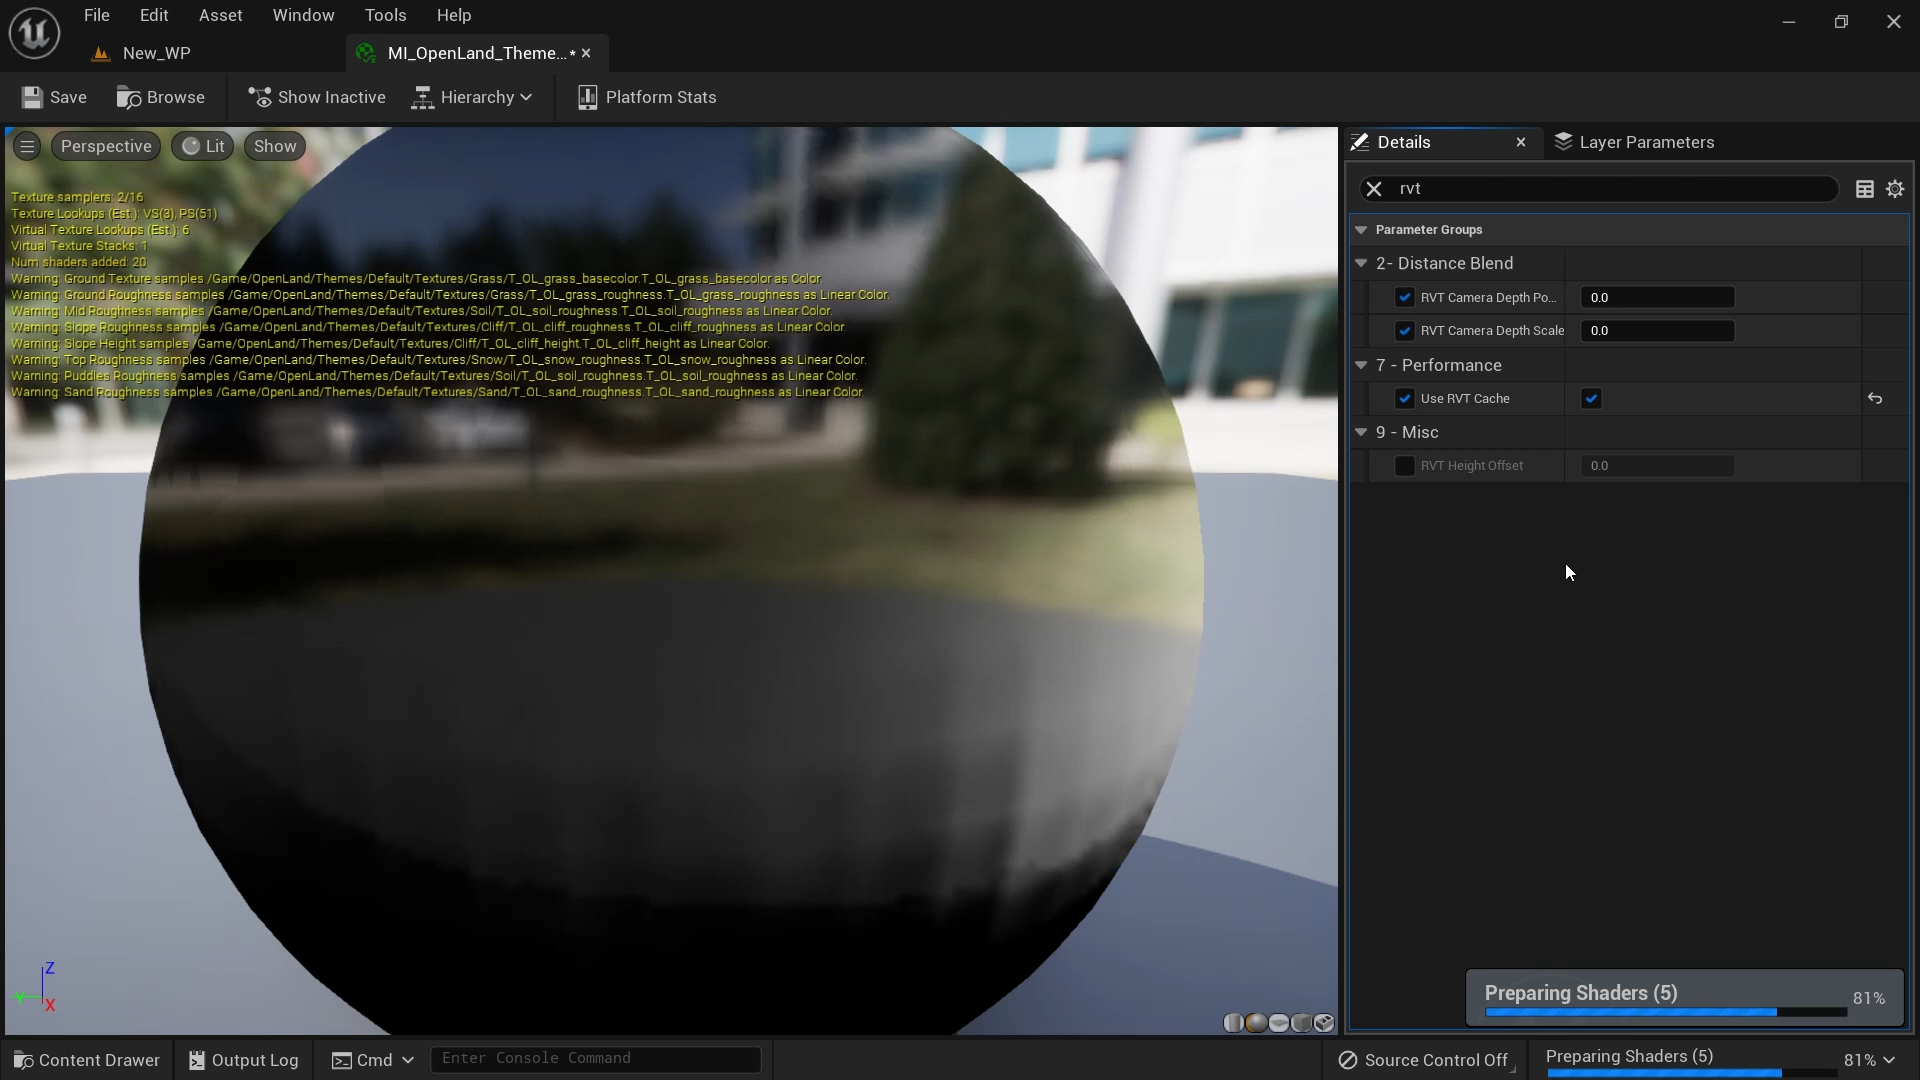 File Edit Asset Window Tools Help
New_WP
MI_OpenLand_Theme...*
Save Browse Show Inactive Hierarchy Platform Stats
Perspective Lit Show
Texture samplers: 2/16
Texture Lookups (Est.): VS(3), PS(51)
Virtual Texture Lookups (Est.): 6
Virtual Texture Stacks: 1
Num shaders added: 20
Warning: Ground Texture samples /Game/OpenLand/Themes/Default/Textures/Grass/T_OL_grass_basecolor.T_OL_grass_basecolor as Color.
Warning: Ground Roughness samples /Game/OpenLand/Themes/Default/Textures/Grass/T_OL_grass_roughness.T_OL_grass_roughness as Linear Color.
Warning: Mid Roughness samples /Game/OpenLand/Themes/Default/Textures/Soil/T_OL_soil_roughness.T_OL_soil_roughness as Linear Color.
Warning: Slope Roughness samples /Game/OpenLand/Themes/Default/Textures/Cliff/T_OL_cliff_roughness.T_OL_cliff_roughness as Linear Color.
Warning: Slope Height samples /Game/OpenLand/Themes/Default/Textures/Cliff/T_OL_cliff_height.T_OL_cliff_height as Linear Color.
Warning: Top Roughness samples /Game/OpenLand/Themes/Default/Textures/Snow/T_OL_snow_roughness.T_OL_snow_roughness as Linear Color.
Warning: Puddles Roughness samples /Game/OpenLand/Themes/Default/Textures/Soil/T_OL_soil_roughness.T_OL_soil_roughness as Linear Color.
Warning: Sand Roughness samples /Game/OpenLand/Themes/Default/Textures/Sand/T_OL_sand_roughness.T_OL_sand_roughness as Linear Color.
Z
Y
X
Details
Layer Parameters
rvt
Parameter Groups
2- Distance Blend
RVT Camera Depth Po... 0.0
RVT Camera Depth Scale 0.0
7 - Performance
Use RVT Cache
9 - Misc
RVT Height Offset 0.0
Preparing Shaders (5) 81%
Content Drawer Output Log Cmd Enter Console Command Source Control Off Preparing Shaders (5) 81%